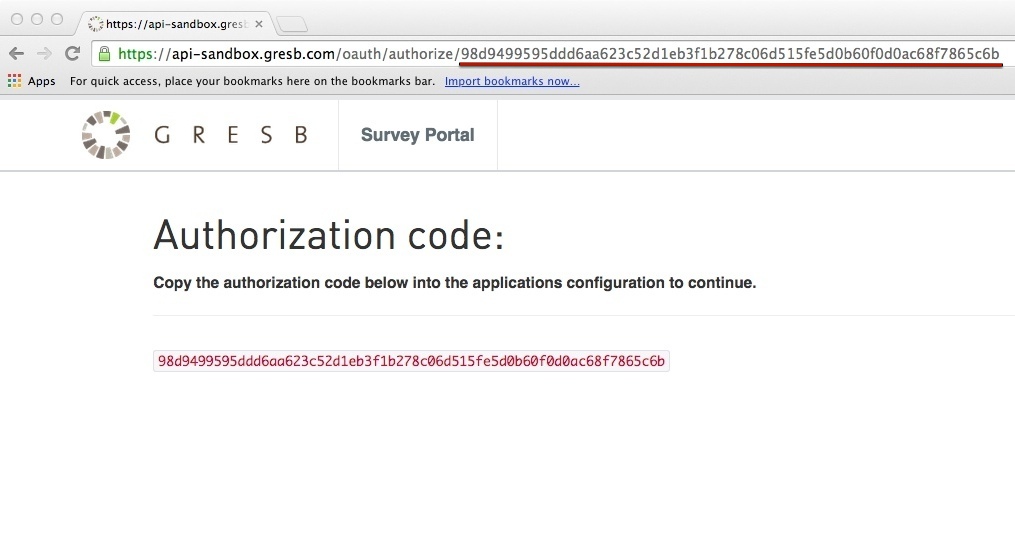 https://api-sandbox.gresb
https://api-sandbox.gresb.com/oauth/authorize/98d9499595ddd6aa623c52d1eb3f1b278c06d515fe5d0b60f0d0ac68f7865c6b
Apps For quick access, place your bookmarks here on the bookmarks bar. Import bookmarks now...
GRESB Survey Portal
Authorization code:
Copy the authorization code below into the applications configuration to continue.
98d9499595ddd6aa623c52d1eb3f1b278c06d515fe5d0b60f0d0ac68f7865c6b